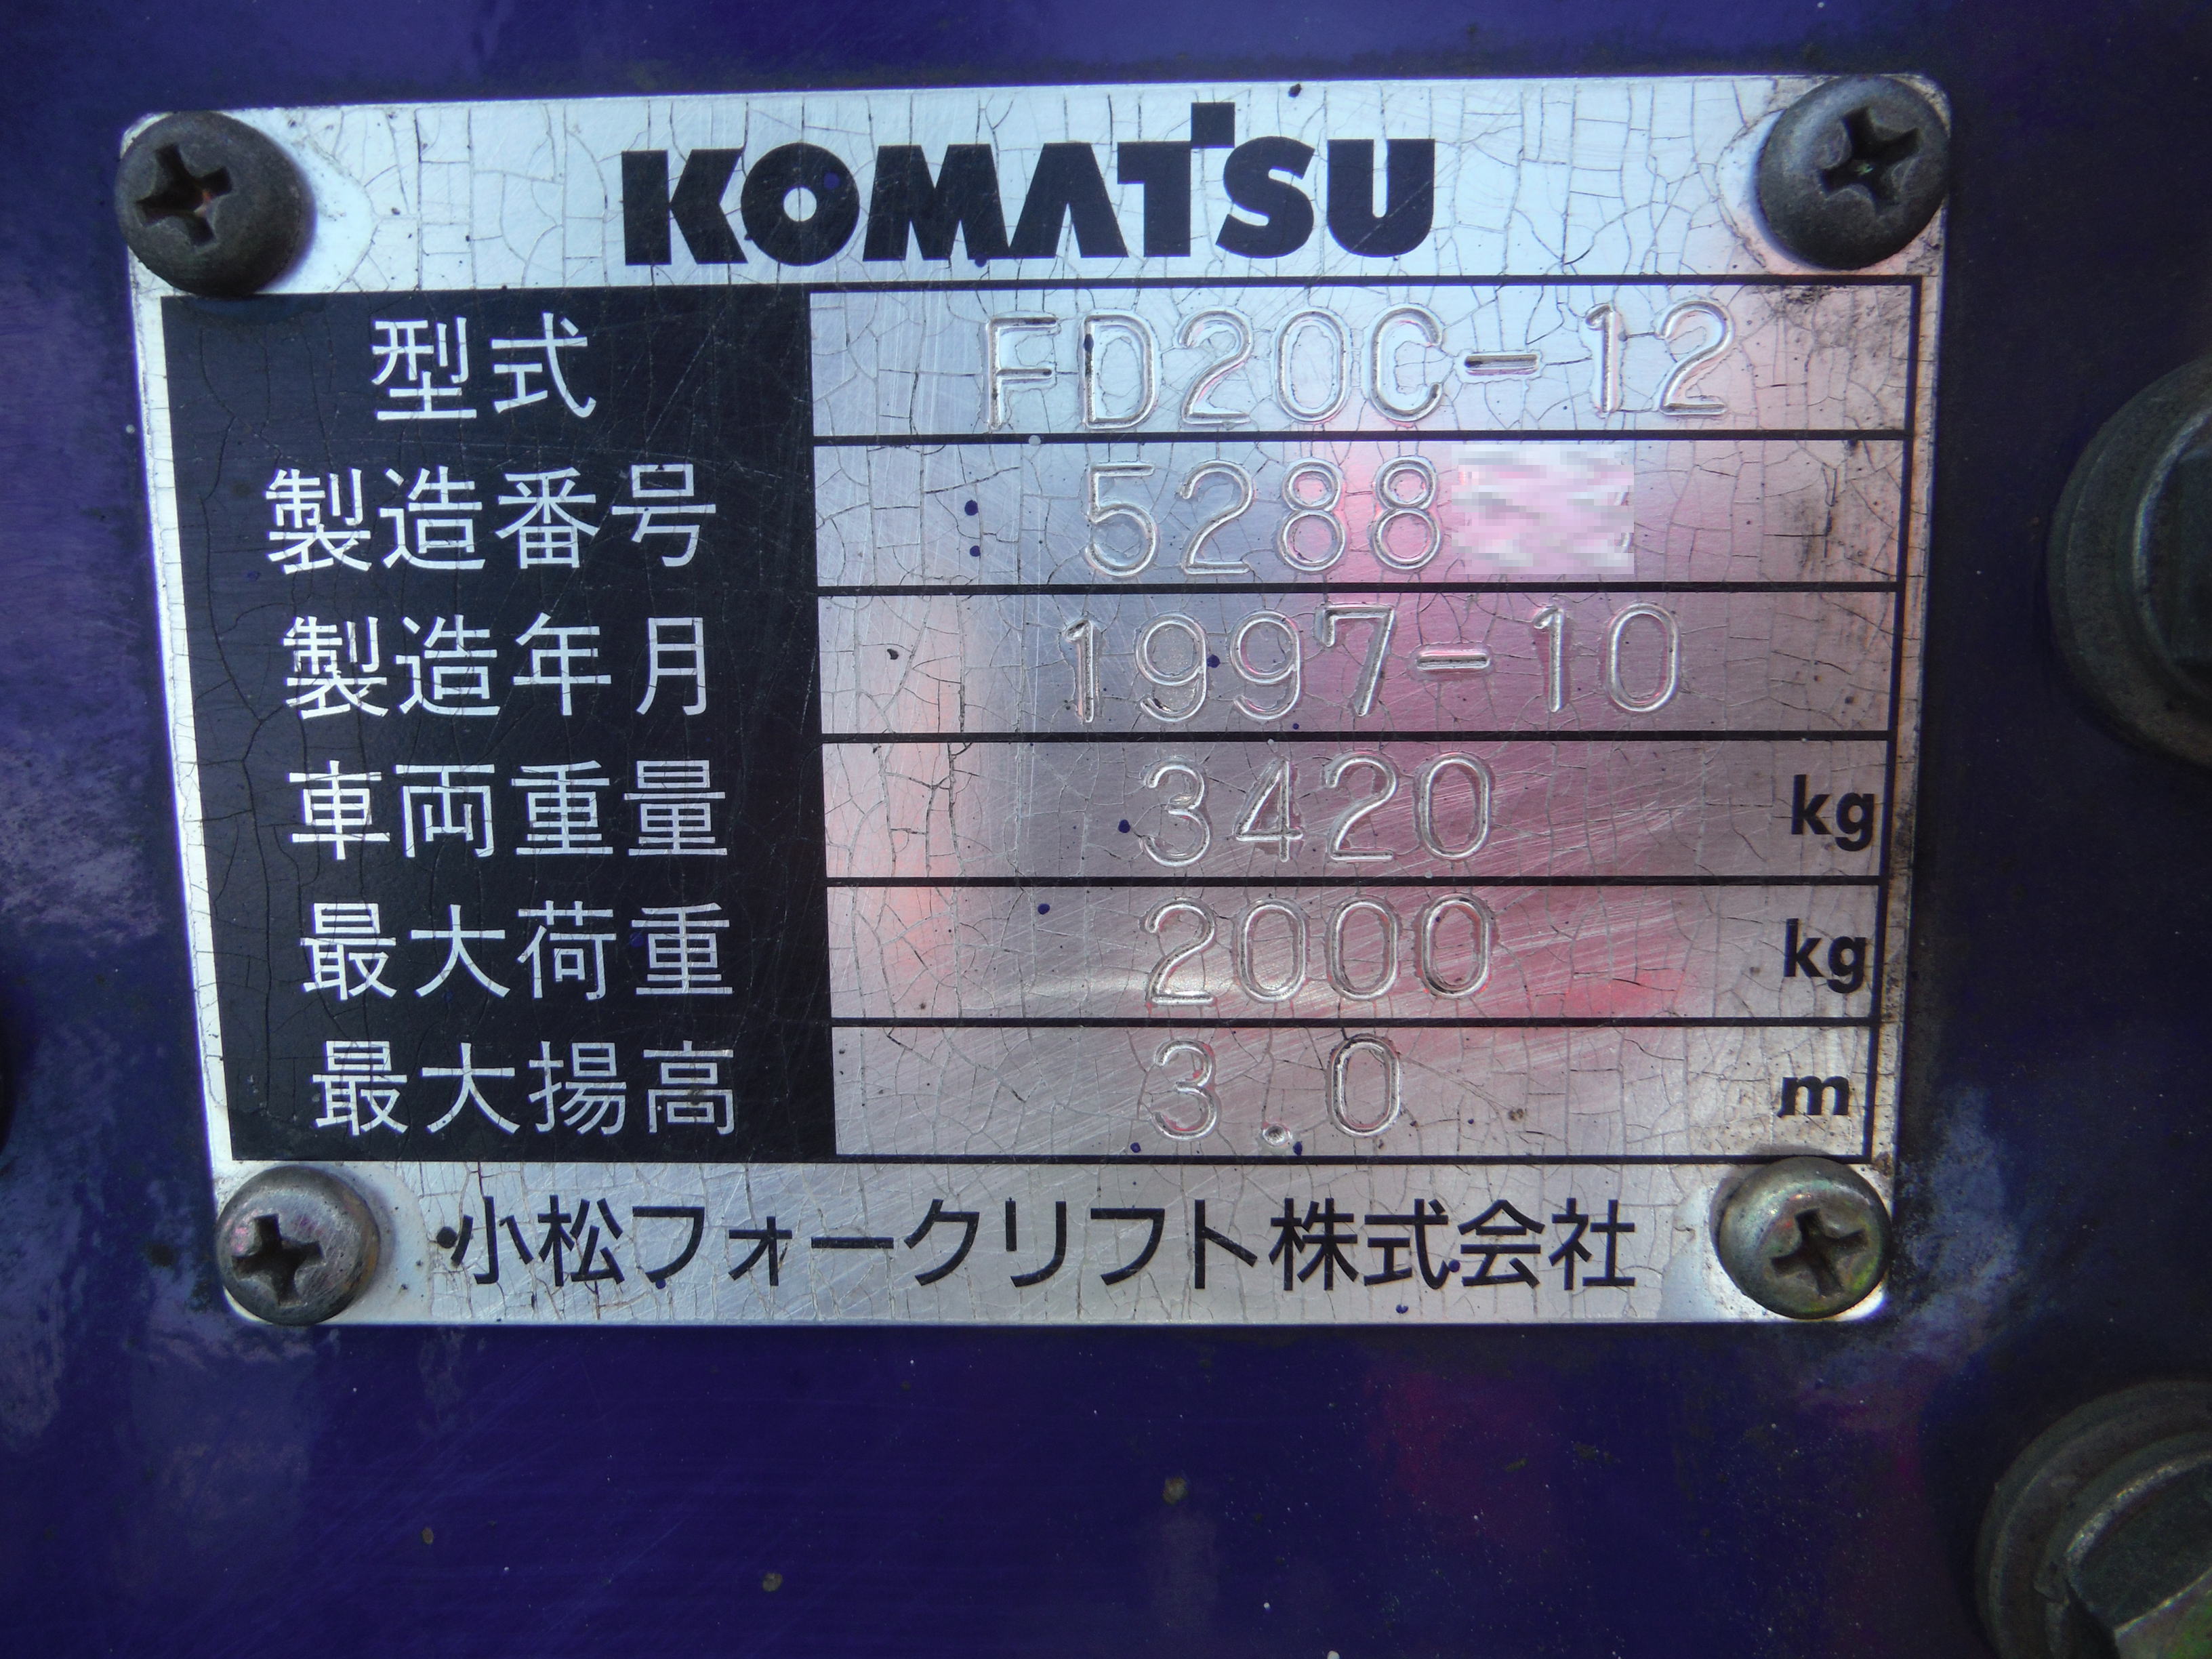 KOMATSU
型式 FD20C-12
製造番号 5288
製造年月 1997-10
車両重量 3420 kg
最大荷重 2000 kg
最大揚高 3.0 m
小松フォークリフト株式会社